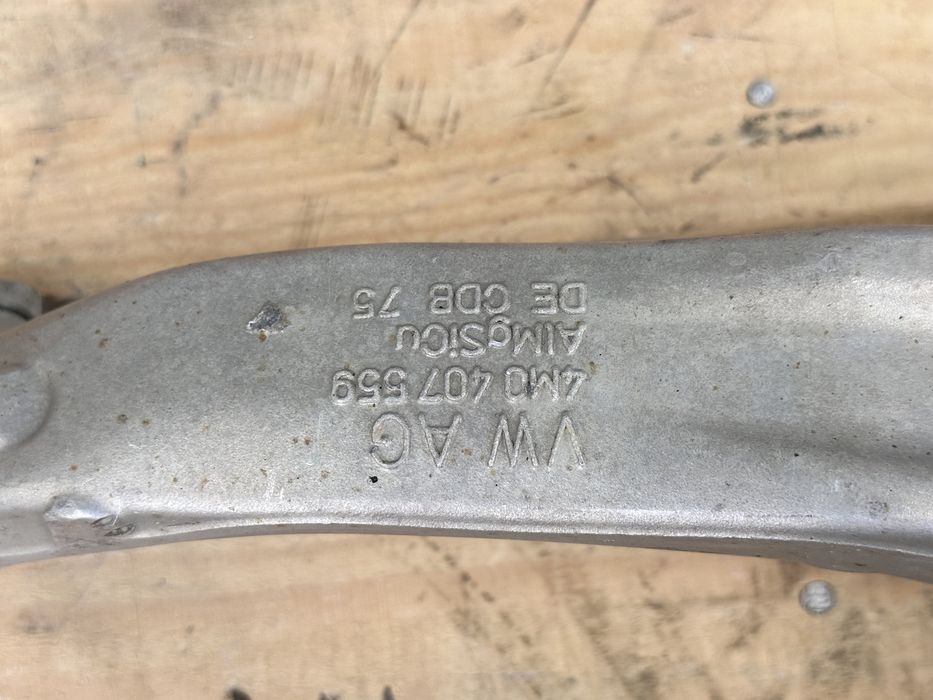 VW AG
4M0 407 559
AlMgSiCu
DE CDB 75